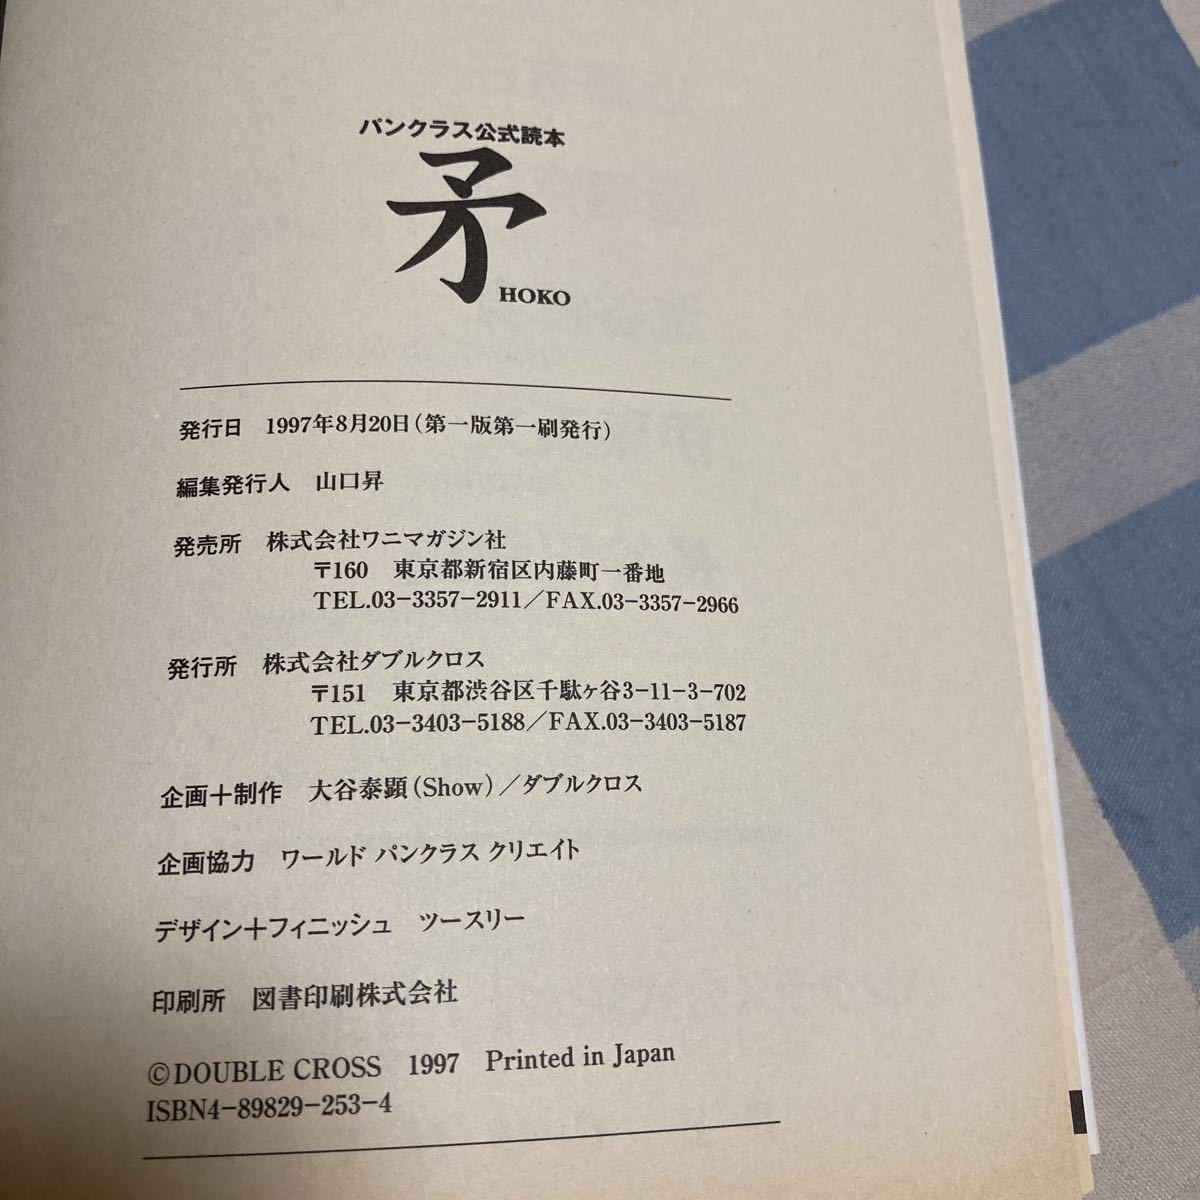 パンクラス公式読本
矛
HOKO
発行日 1997年8月20日(第一版第一刷発行)
編集発行人 山口昇
発売所 株式会社ワニマガジン社
〒160 東京都新宿区内藤町一番地
TEL.03-3357-2911/FAX.03-3357-2966
発行所 株式会社ダブルクロス
〒151 東京都渋谷区千駄ヶ谷3-11-3-702
TEL.03-3403-5188/FAX.03-3403-5187
企画+制作 大谷泰顕(Show)/ダブルクロス
企画協力 ワールド パンクラス クリエイト
デザイン+フィニッシュ ツースリー
印刷所 図書印刷株式会社
©DOUBLE CROSS 1997 Printed in Japan
ISBN4-89829-253-4